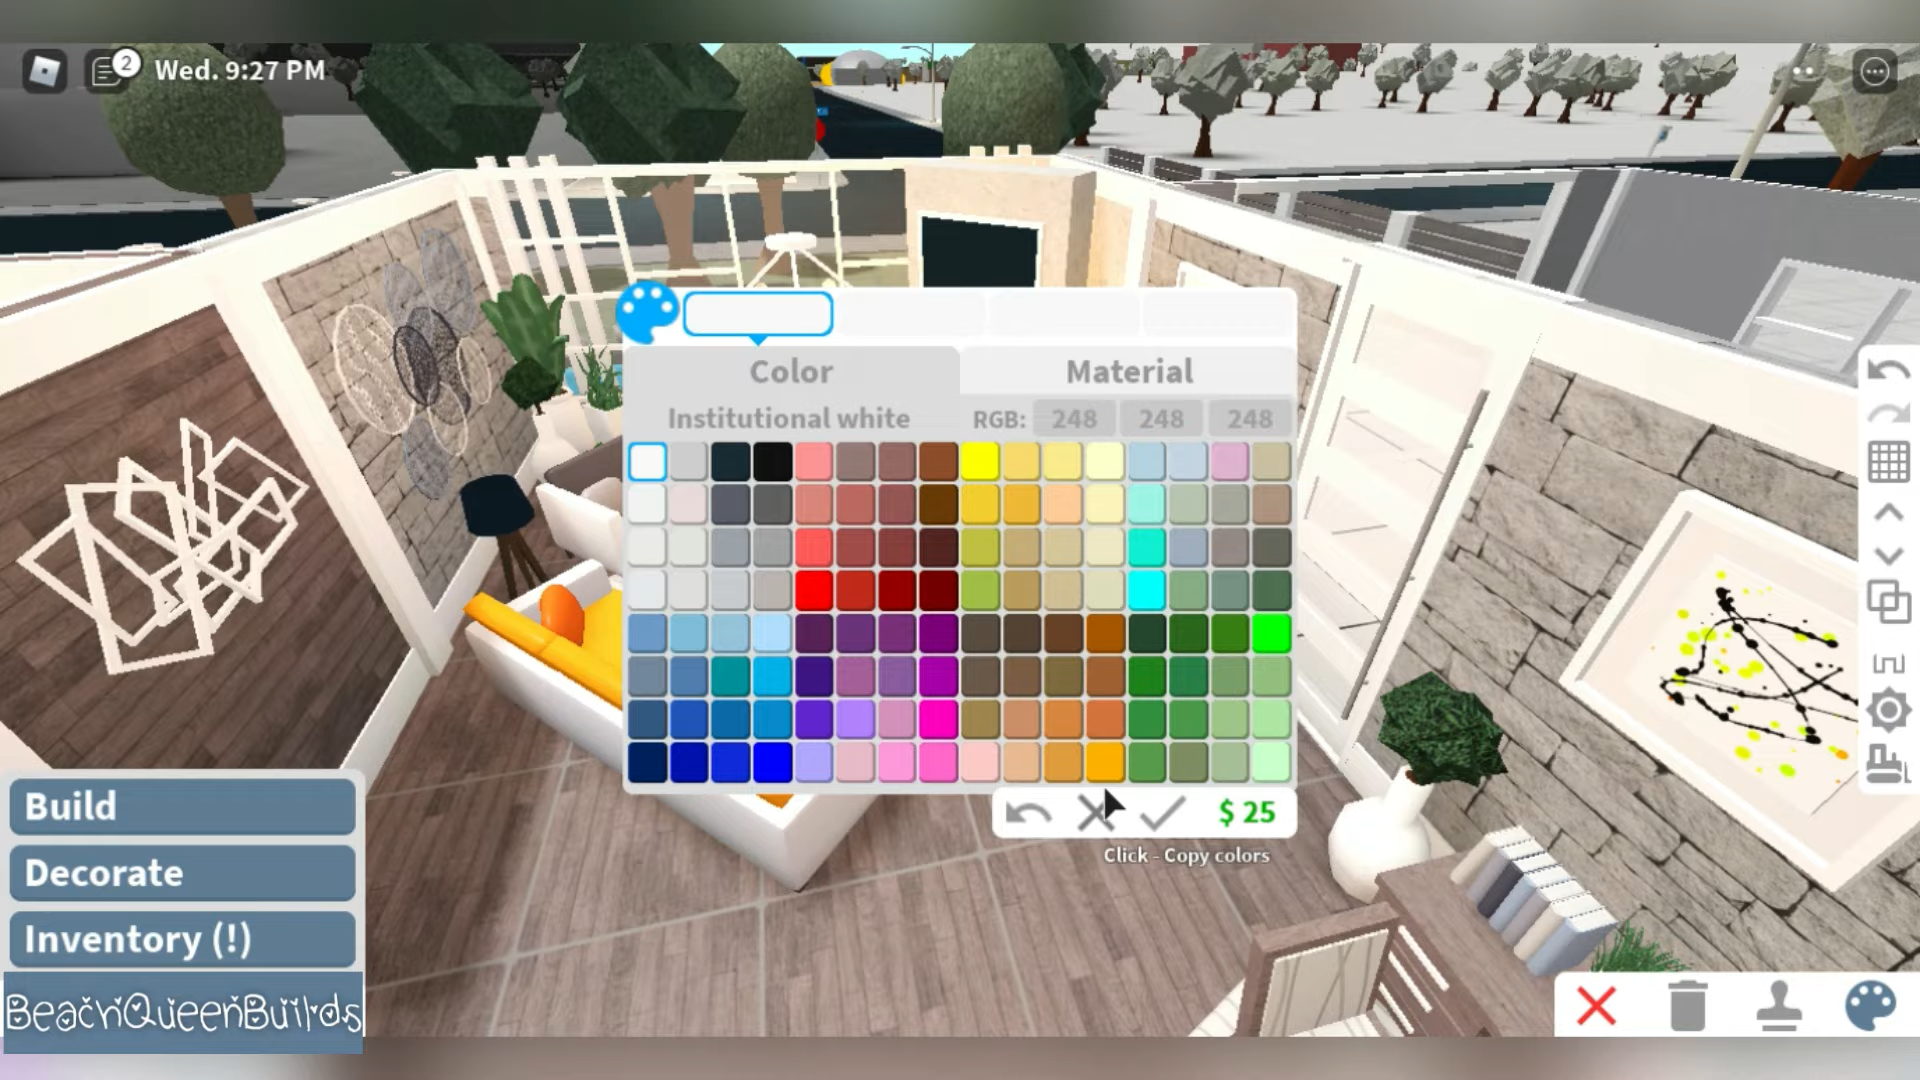 2
Wed. 9:27 PM
Color
Material
Institutional white
RGB: 248 248 248
$ 25
Click - Copy colors
Build
Decorate
Inventory (!)
BeachQueenBuilds